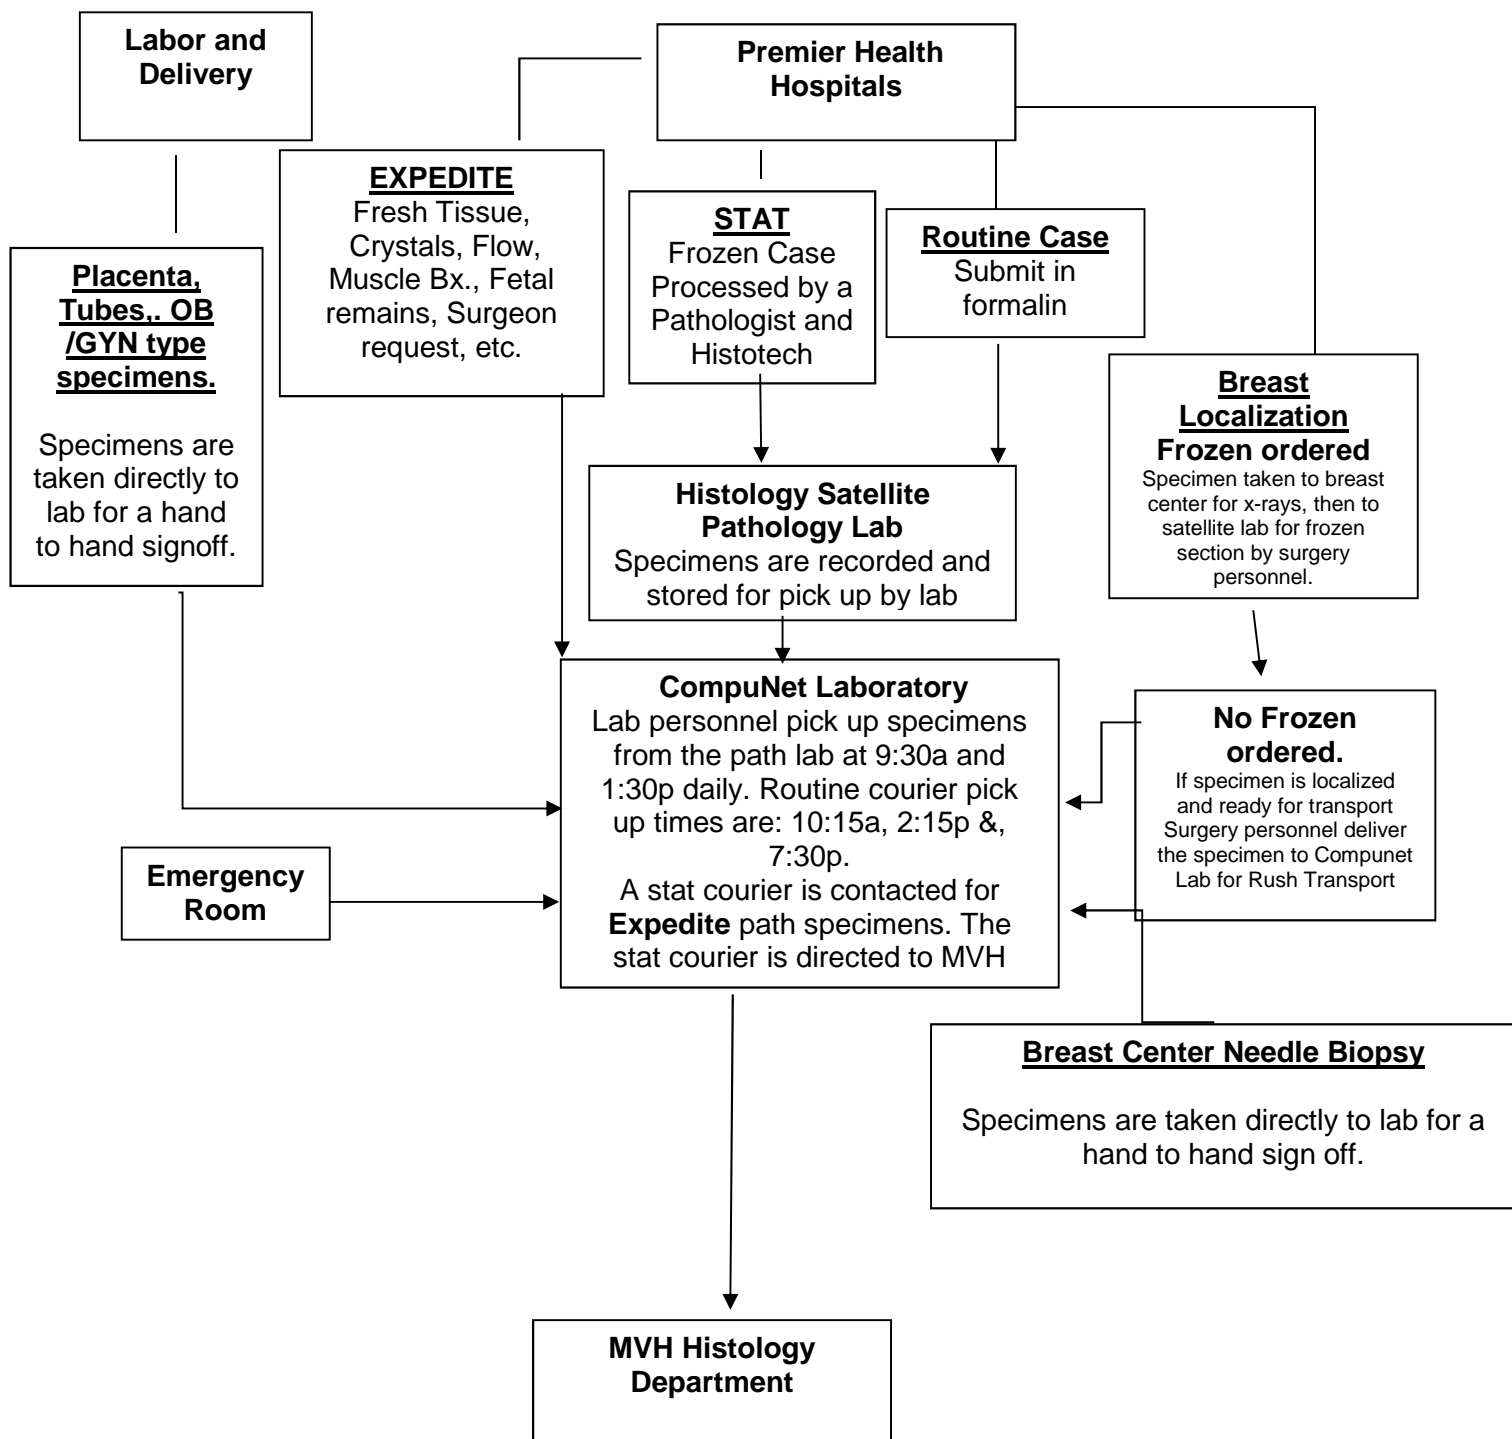 Labor and
Delivery
Premier Health
Hospitals
EXPEDITE
Fresh Tissue,
Crystals, Flow,
Muscle Bx., Fetal
remains, Surgeon
request, etc.
STAT
Frozen Case
Processed by a
Pathologist and
Histotech
Routine Case
Submit in
formalin
Placenta,
Tubes,. OB
/GYN type
specimens.
Specimens are
taken directly to
lab for a hand
to hand signoff.
Breast
Localization
Frozen ordered
Specimen taken to breast
center for x-rays, then to
satellite lab for frozen
section by surgery
personnel.
Histology Satellite
Pathology Lab
Specimens are recorded and
stored for pick up by lab
CompuNet Laboratory
Lab personnel pick up specimens
from the path lab at 9:30a and
1:30p daily. Routine courier pick
up times are: 10:15a, 2:15p &,
7:30p.
A stat courier is contacted for
Expedite path specimens. The
stat courier is directed to MVH
No Frozen
ordered.
If specimen is localized
and ready for transport
Surgery personnel deliver
the specimen to Compunet
Lab for Rush Transport
Emergency
Room
Breast Center Needle Biopsy
Specimens are taken directly to lab for a
hand to hand sign off.
MVH Histology
Department